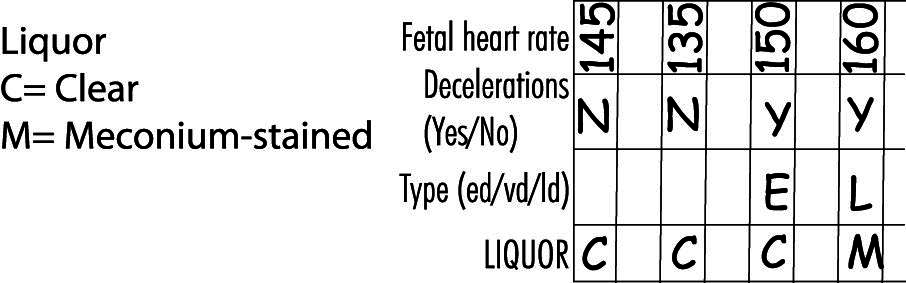 Liquor
C= Clear
M= Meconium-stained
Fetal heart rate 145 135 150 160
Decelerations
(Yes/No) N N Y Y
Type (ed/vd/ld) E L
LIQUOR C C C M